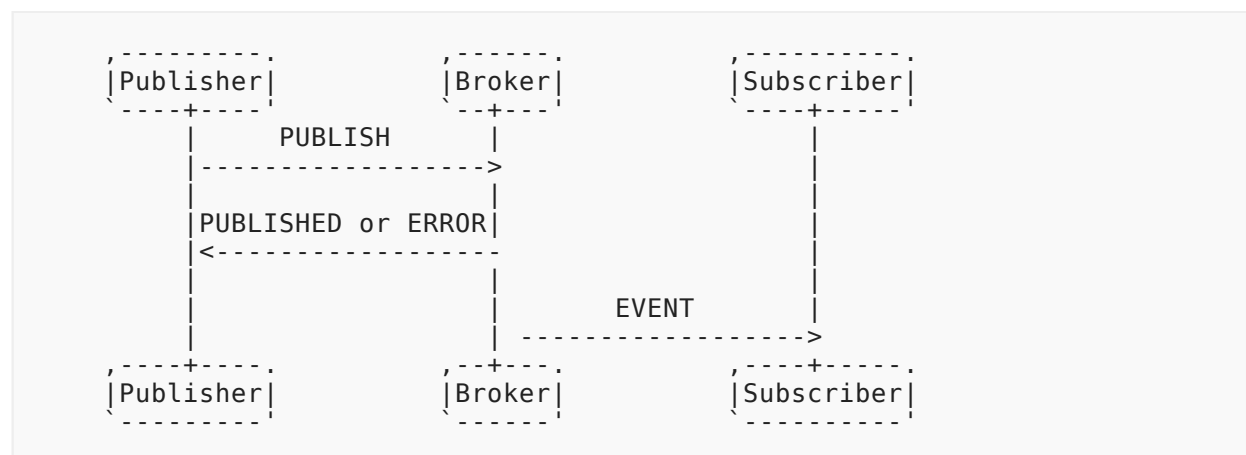 |Publisher| |Broker| |Subscriber|
PUBLISH
PUBLISHED or ERROR
EVENT
|Publisher| |Broker| |Subscriber|